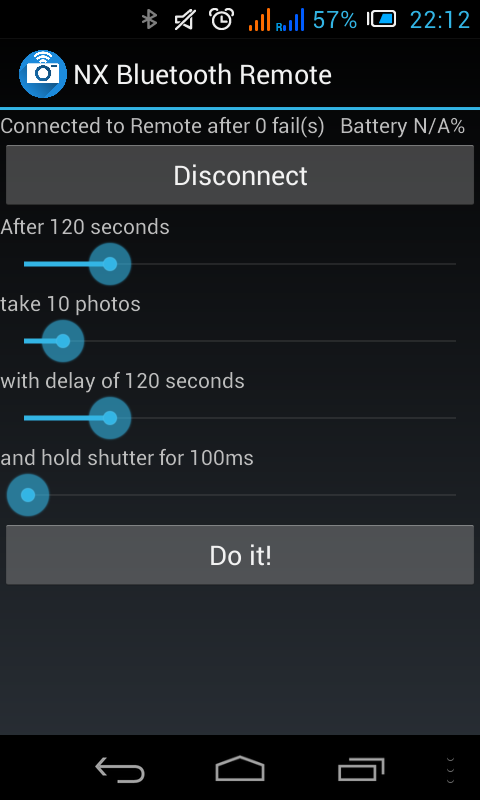 R 57% 22:12
NX Bluetooth Remote
Connected to Remote after 0 fail(s) Battery N/A%
Disconnect
After 120 seconds
take 10 photos
with delay of 120 seconds
and hold shutter for 100ms
Do it!